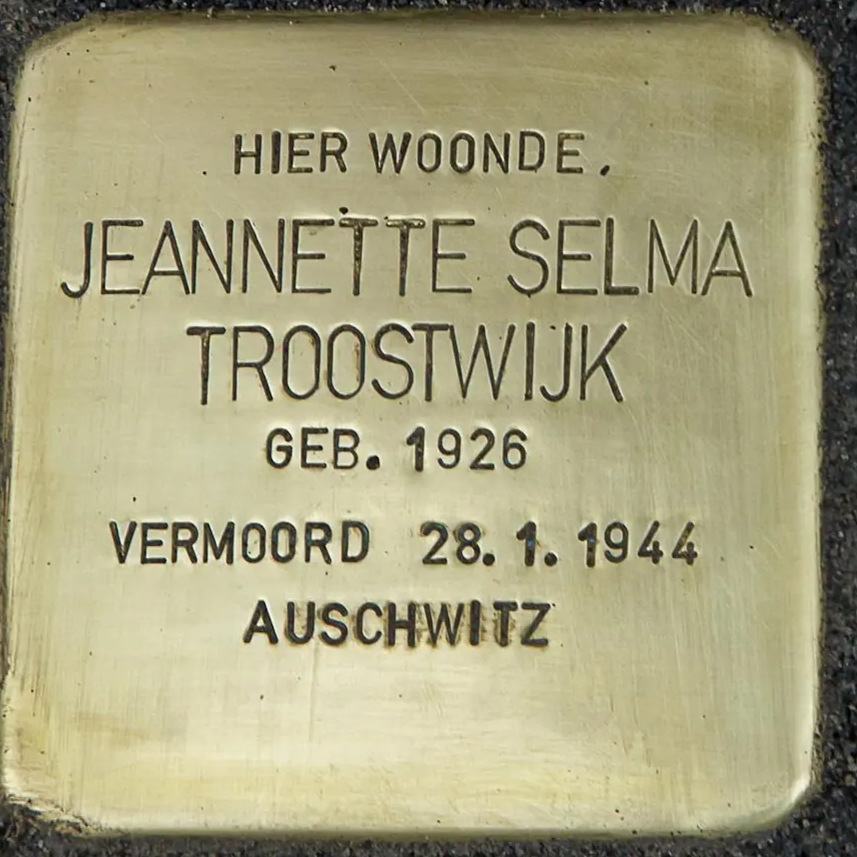 HIER WOONDE.
JEANNETTE SELMA
TROOSTWIJK
GEB. 1926
VERMOORD 28.1.1944
AUSCHWITZ